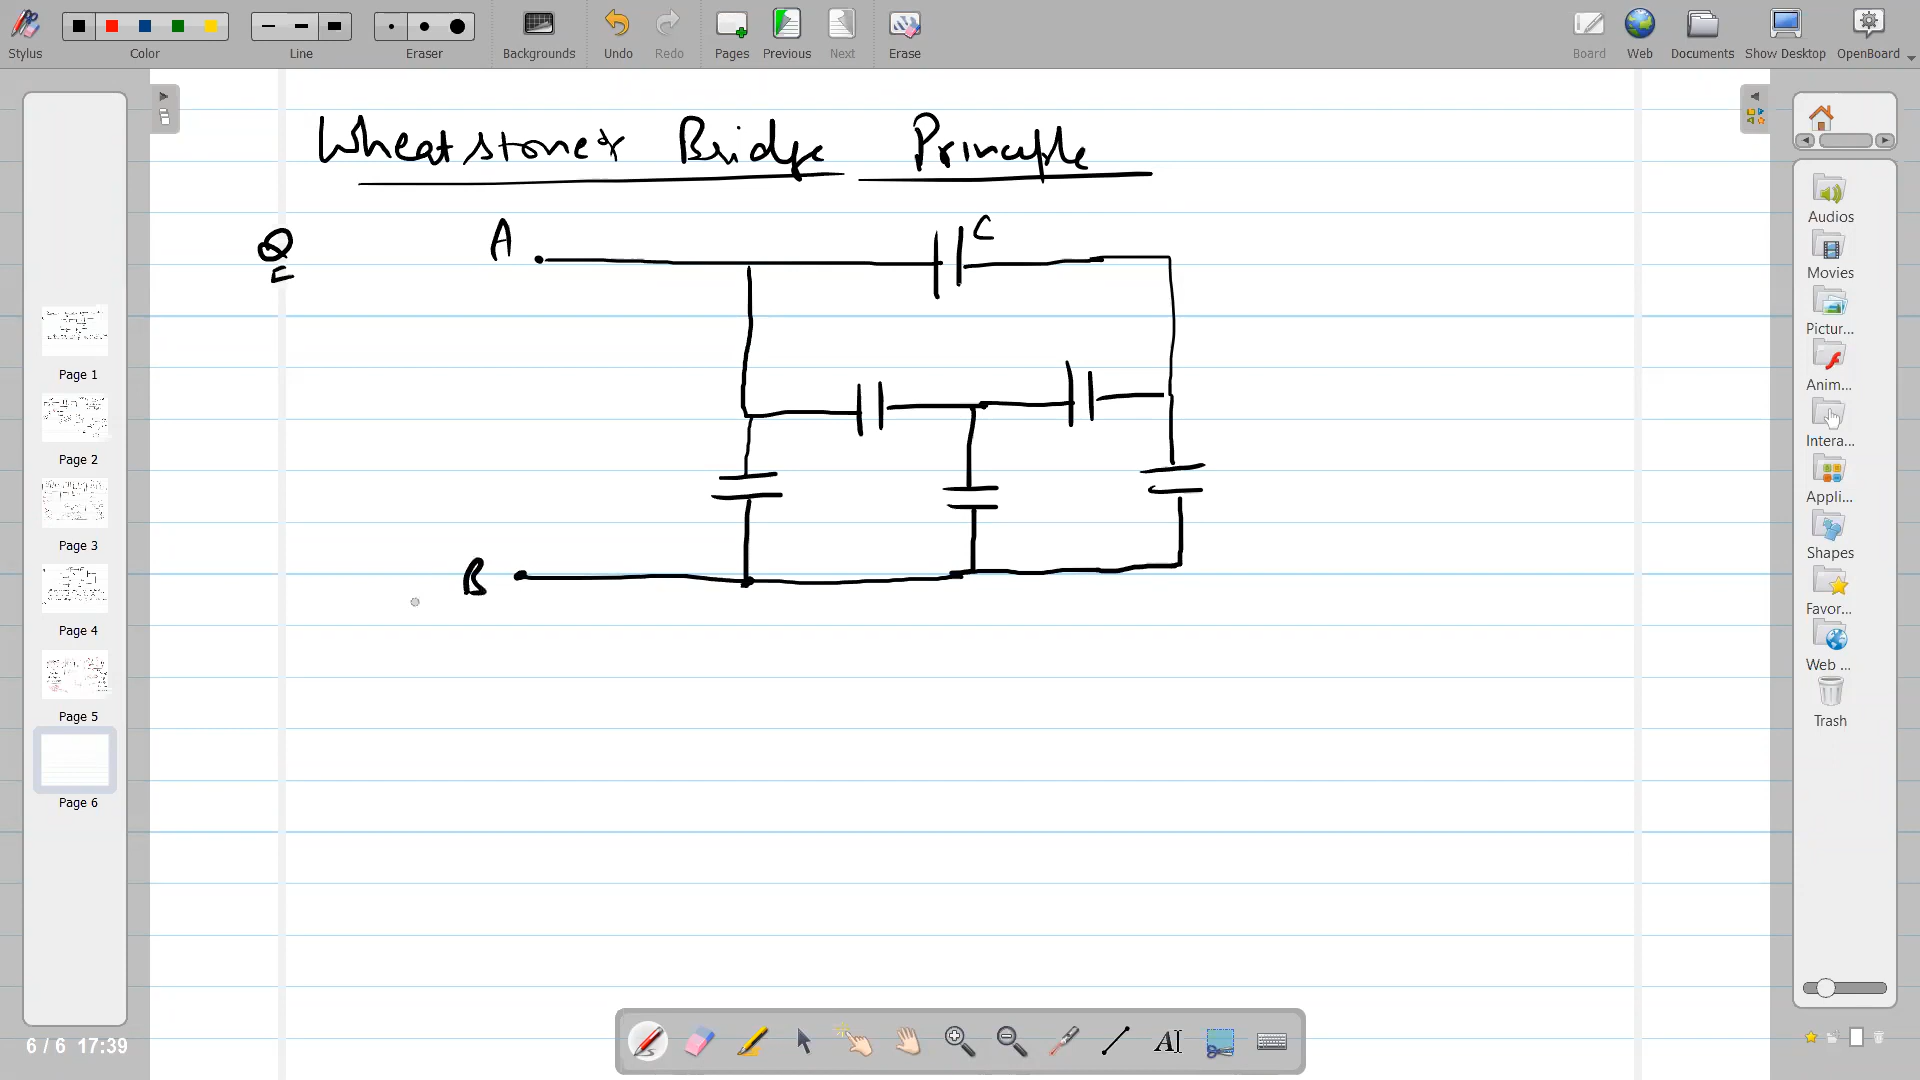 Stylus Color Line Eraser Backgrounds Undo Redo Pages Previous Next Erase Board Web Documents Show Desktop OpenBoard
Wheatstone's Bridge Principle
Q
A
C
B
Page 1
Page 2
Page 3
Page 4
Page 5
Page 6
6 / 6 17:39
Audios
Movies
Pictur...
Anim...
Intera...
Appli...
Shapes
Favor...
Web ...
Trash